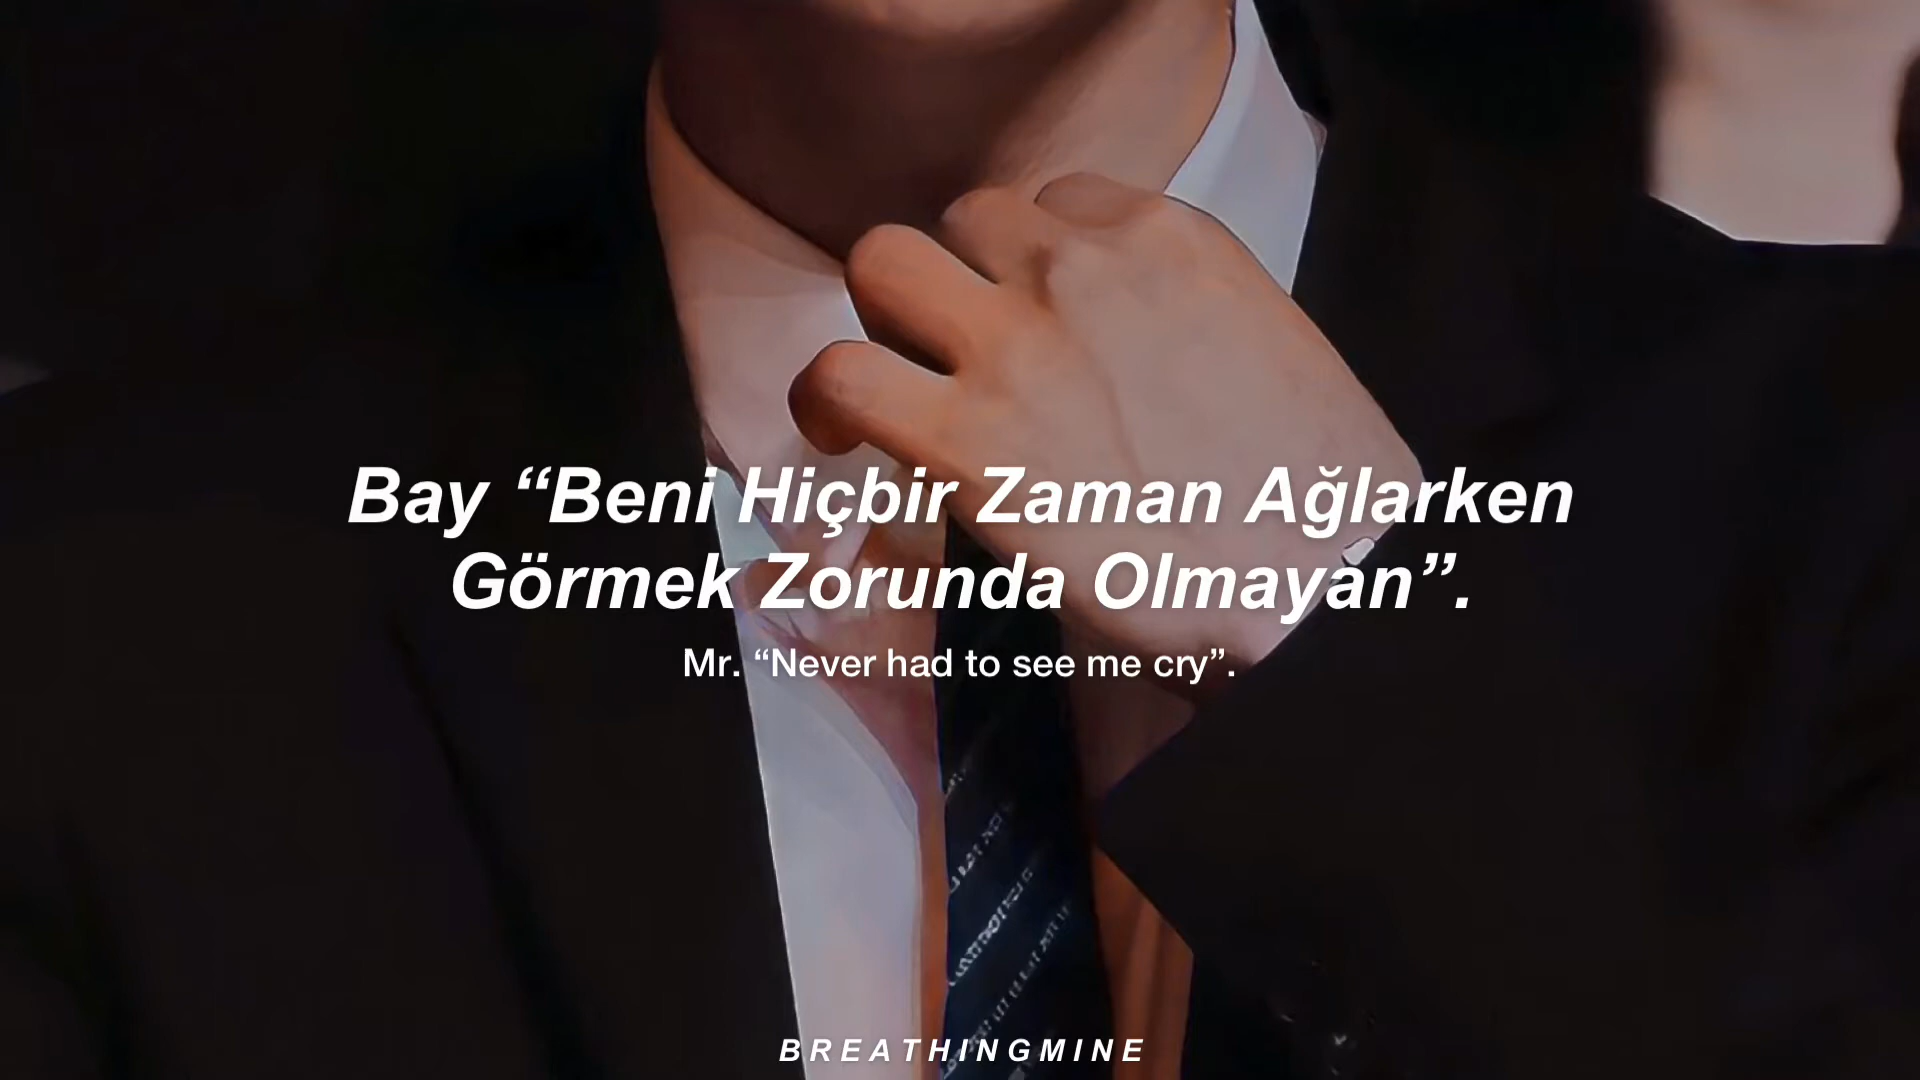 Bay “Beni Hiçbir Zaman Ağlarken
Görmek Zorunda Olmayan”.
Mr. “Never had to see me cry”.
BREATHINGMINE